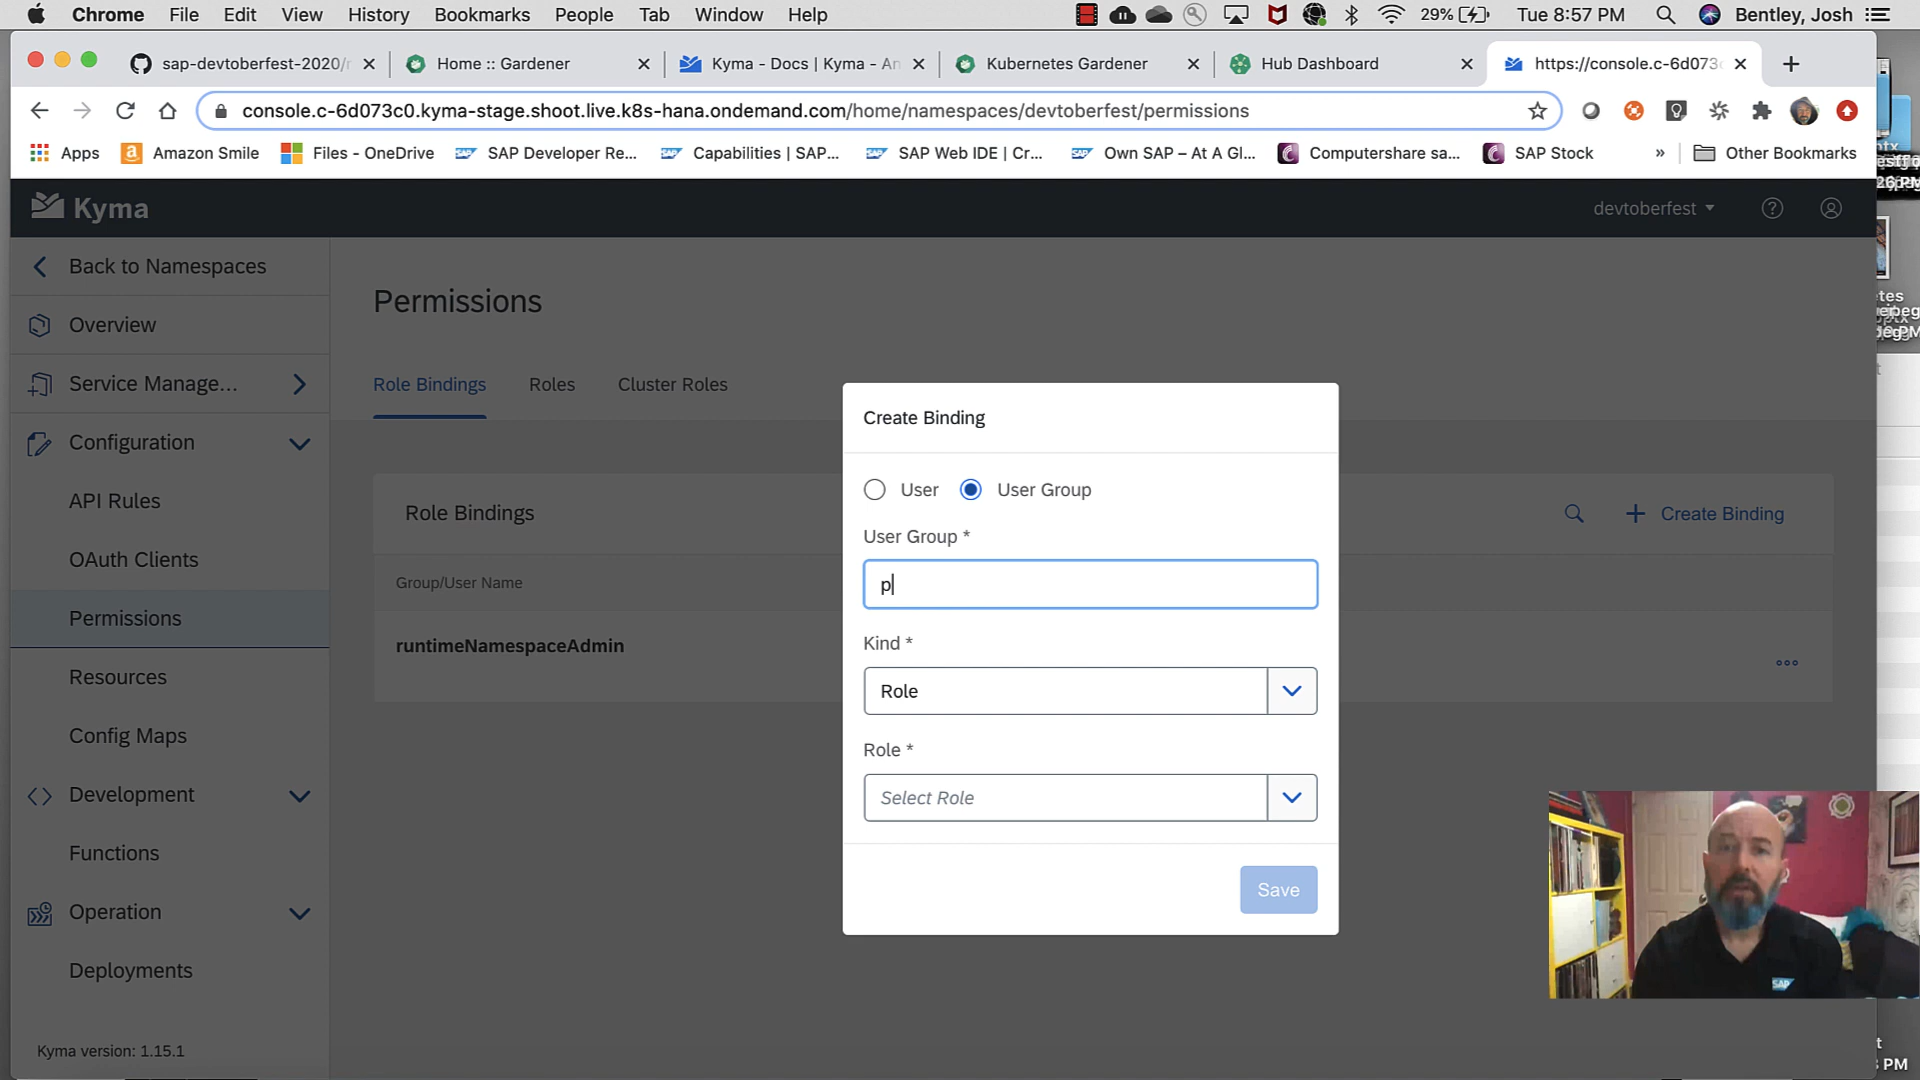 Chrome File Edit View History Bookmarks People Tab Window Help 29% Tue 8:57 PM Bentley, Josh
sap-devtoberfest-2020/r Home :: Gardener Kyma - Docs | Kyma - An Kubernetes Gardener Hub Dashboard https://console.c-6d073c
console.c-6d073c0.kyma-stage.shoot.live.k8s-hana.ondemand.com/home/namespaces/devtoberfest/permissions
Apps Amazon Smile Files - OneDrive SAP Developer Re... Capabilities | SAP... SAP Web IDE | Cr... Own SAP – At A Gl... Computershare sa... SAP Stock » Other Bookmarks
Kyma devtoberfest
Back to Namespaces
Overview
Service Manage...
Configuration
API Rules
OAuth Clients
Permissions
Resources
Config Maps
Development
Functions
Operation
Deployments
Kyma version: 1.15.1
Permissions
Role Bindings Roles Cluster Roles
Role Bindings Create Binding
Group/User Name
runtimeNamespaceAdmin
Create Binding
User User Group
User Group *
p
Kind *
Role
Role *
Select Role
Save
SAP